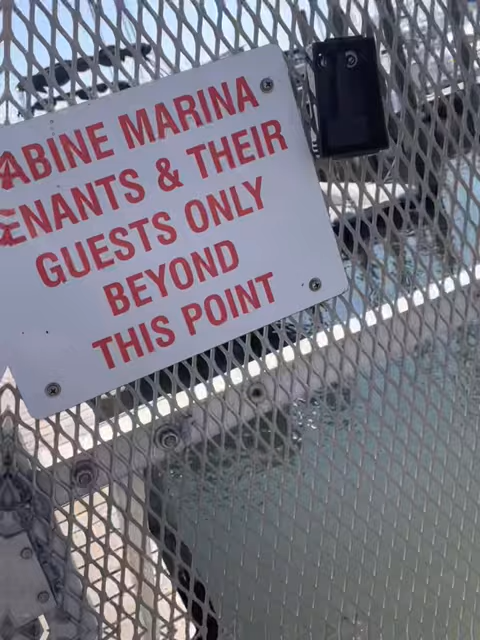 ABINE MARINA
ENANTS & THEIR
GUESTS ONLY
BEYOND
THIS POINT